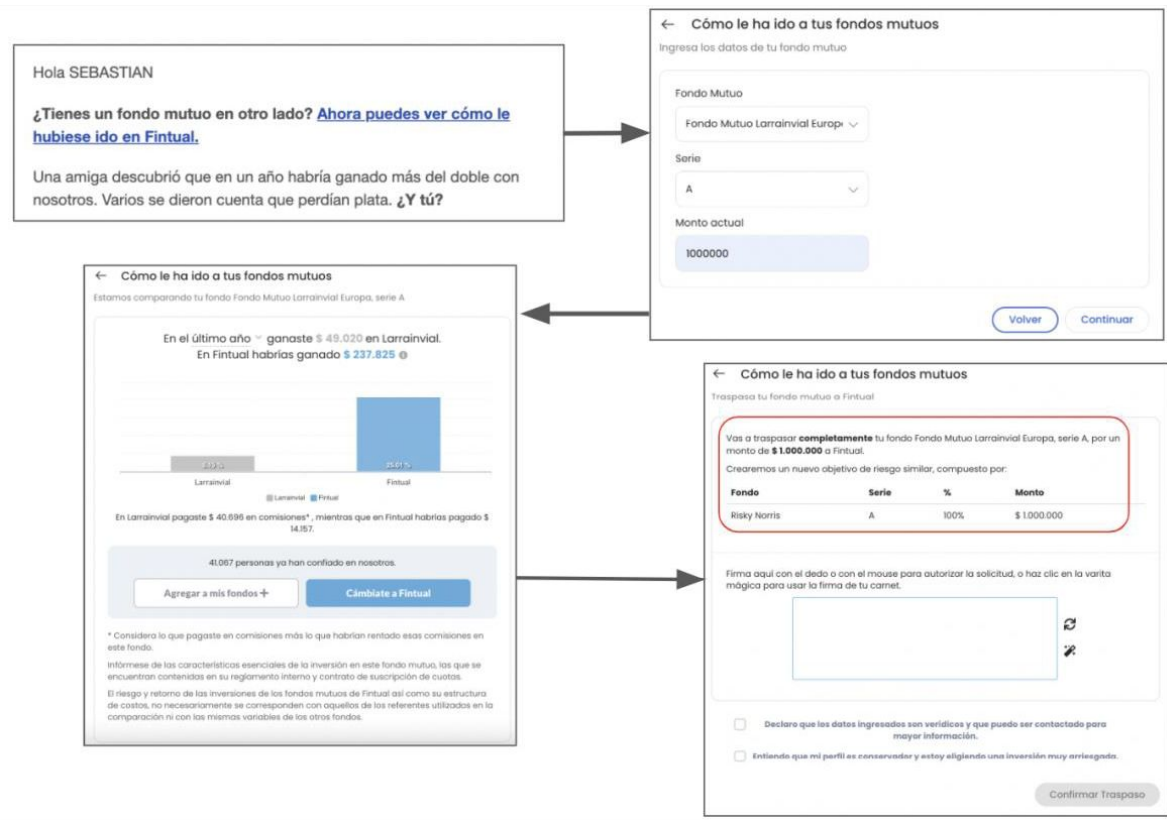 Hola SEBASTIAN
¿Tienes un fondo mutuo en otro lado? Ahora puedes ver cómo le
hubiese ido en Fintual.
Una amiga descubrió que en un año habría ganado más del doble con
nosotros. Varios se dieron cuenta que perdían plata. ¿Y tú?
← Cómo le ha ido a tus fondos mutuos
Ingresa los datos de tu fondo mutuo
Fondo Mutuo
Fondo Mutuo Larrainvial Europ
Serie
A
Monto actual
1000000
Volver Continuar
← Cómo le ha ido a tus fondos mutuos
Estamos comparando tu fondo Fondo Mutuo Larrainvial Europa, serie A
En el último año ganaste $ 49.020 en Larrainvial.
En Fintual habrías ganado $ 237.825
25.01 %
Larrainvial Fintual
Larrainvial Fintual
En Larrainvial pagaste $ 40.696 en comisiones*, mientras que en Fintual habrías pagado $
14.157.
41.067 personas ya han confiado en nosotros.
Agregar a mis fondos + Cámbiate a Fintual
* Considera lo que pagaste en comisiones más lo que habrían rentado esas comisiones en
este fondo.
Infórmese de las características esenciales de la inversión en este fondo mutuo, las que se
encuentran contenidas en su reglamento interno y contrato de suscripción de cuotas.
El riesgo y retorno de las inversiones de los fondos mutuos de Fintual así como su estructura
de costos, no necesariamente se corresponden con aquellos de los referentes utilizados en la
comparación ni con las mismas variables de los otros fondos.
← Cómo le ha ido a tus fondos mutuos
Traspasa tu fondo mutuo a Fintual
Vas a traspasar completamente tu fondo Fondo Mutuo Larrainvial Europa, serie A, por un
monto de $ 1.000.000 a Fintual.
Crearemos un nuevo objetivo de riesgo similar, compuesto por:
Fondo Serie % Monto
Risky Norris A 100% $ 1.000.000
Firma aquí con el dedo o con el mouse para autorizar la solicitud, o haz clic en la varita
mágica para usar la firma de tu carnet.
Declaro que los datos ingresados son verídicos y que puedo ser contactado para
mayor información.
Entiendo que mi perfil es conservador y estoy eligiendo una inversión muy arriesgada.
Confirmar Traspaso